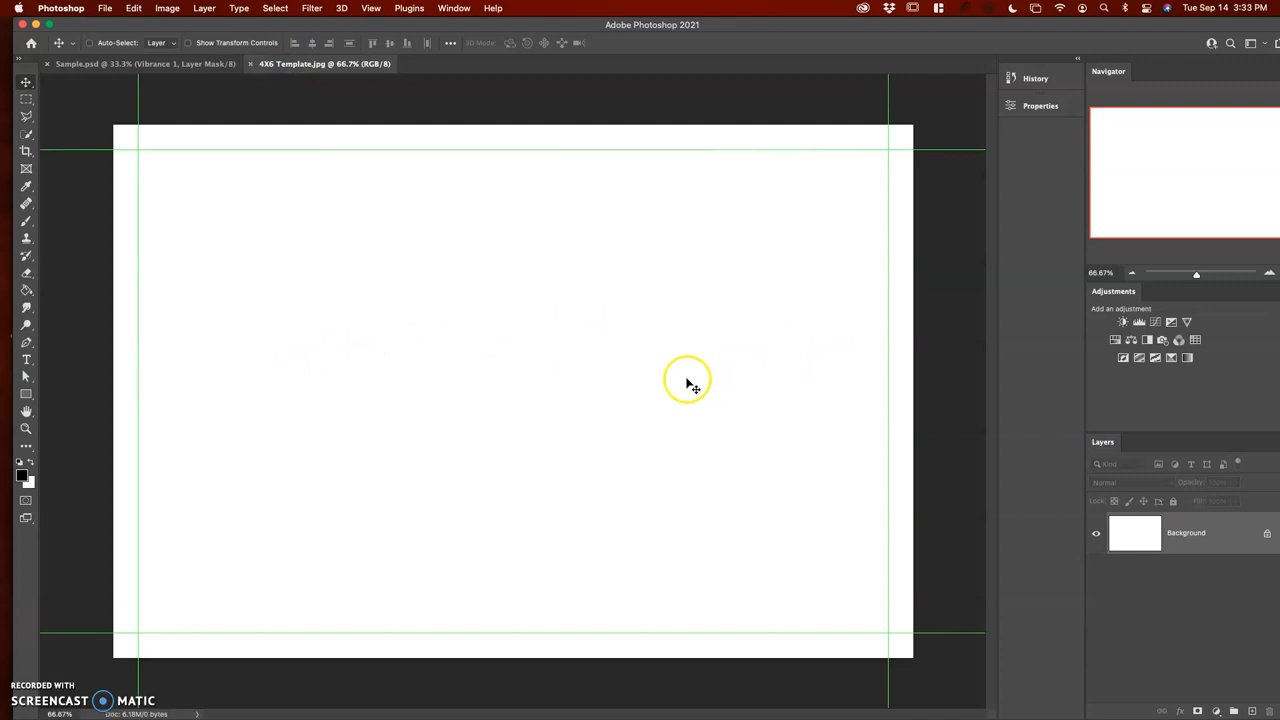 Photoshop File Edit Image Layer Type Select Filter 3D View Plugins Window Help Tue Sep 14 3:33 PM
Adobe Photoshop 2021
Auto-Select: Layer Show Transform Controls 3D Mode:
Sample.psd @ 33.3% (Vibrance 1, Layer Mask/8) 4X6 Template.jpg @ 66.7% (RGB/8)
History
Properties
Navigator
66.67%
Adjustments
Add an adjustment
Layers
Kind
Normal Opacity:
Lock: Fill:
Background
RECORDED WITH
SCREENCAST MATIC
66.67% Doc: 6.18M/0 bytes